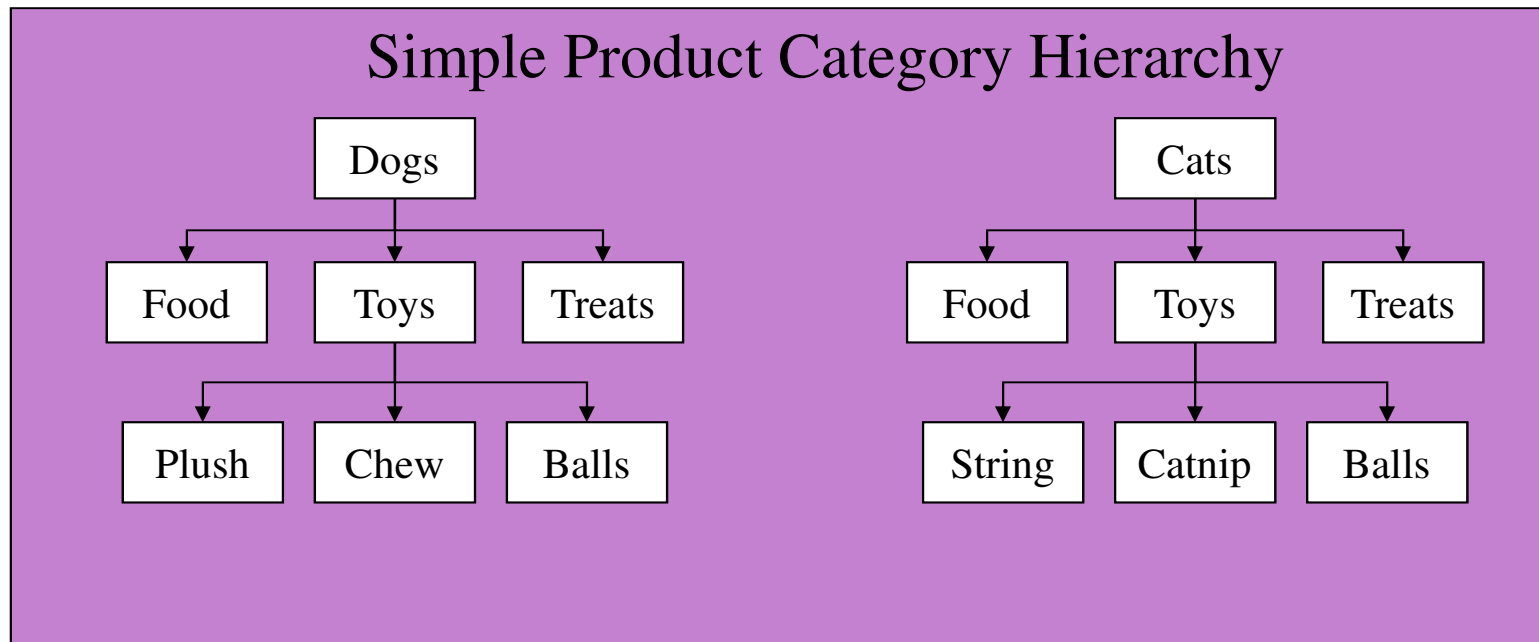 Simple Product Category Hierarchy
Dogs
Cats
Food
Toys
Treats
Food
Toys
Treats
Plush
Chew
Balls
String
Catnip
Balls